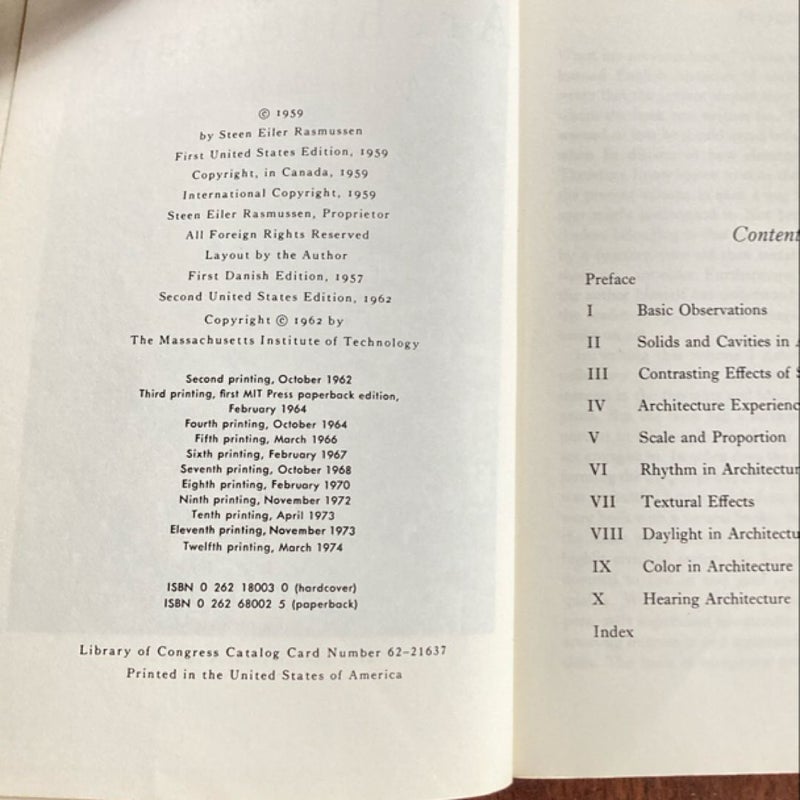 © 1959
by Steen Eiler Rasmussen
First United States Edition, 1959
Copyright, in Canada, 1959
International Copyright, 1959
Steen Eiler Rasmussen, Proprietor
All Foreign Rights Reserved
Layout by the Author
First Danish Edition, 1957
Second United States Edition, 1962
Copyright © 1962 by
The Massachusetts Institute of Technology
Second printing, October 1962
Third printing, first MIT Press paperback edition,
February 1964
Fourth printing, October 1964
Fifth printing, March 1966
Sixth printing, February 1967
Seventh printing, October 1968
Eighth printing, February 1970
Ninth printing, November 1972
Tenth printing, April 1973
Eleventh printing, November 1973
Twelfth printing, March 1974
ISBN 0 262 18003 0 (hardcover)
ISBN 0 262 68002 5 (paperback)
Library of Congress Catalog Card Number 62-21637
Printed in the United States of America
Content
Preface
I Basic Observations
II Solids and Cavities in
III Contrasting Effects of
IV Architecture Experienc
V Scale and Proportion
VI Rhythm in Architectur
VII Textural Effects
VIII Daylight in Architectu
IX Color in Architecture
X Hearing Architecture
Index